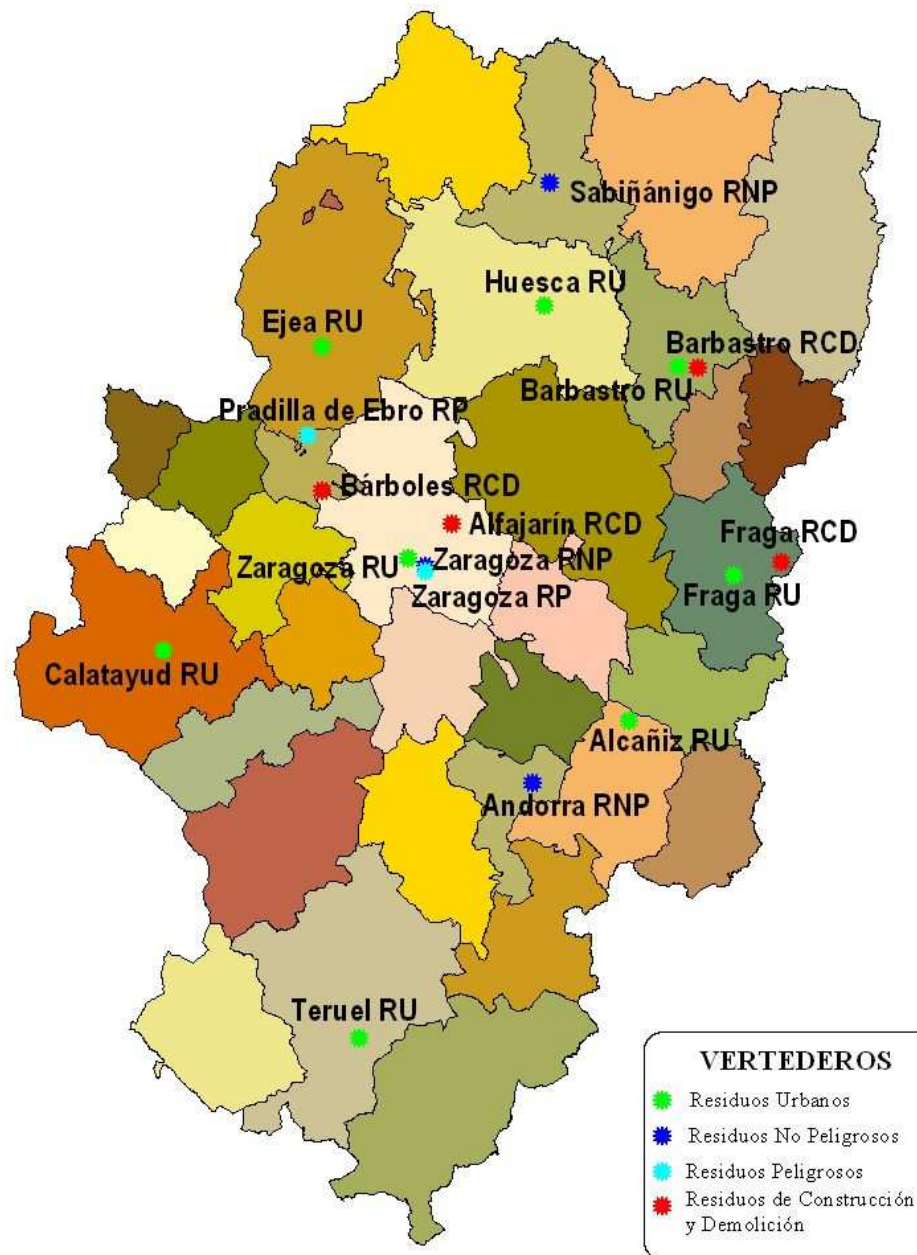 Sabiñánigo RNP
Huesca RU
Ejea RU
Barbastro RCD
Barbastro RU
Pradilla de Ebro RP
Bárboles RCD
Alfajarín RCD
Fraga RCD
Zaragoza RU
Zaragoza RNP
Zaragoza RP
Fraga RU
Calatayud RU
Alcañiz RU
Andorra RNP
Teruel RU
VERTEDEROS
Residuos Urbanos
Residuos No Peligrosos
Residuos Peligrosos
Residuos de Construcción
y Demolición